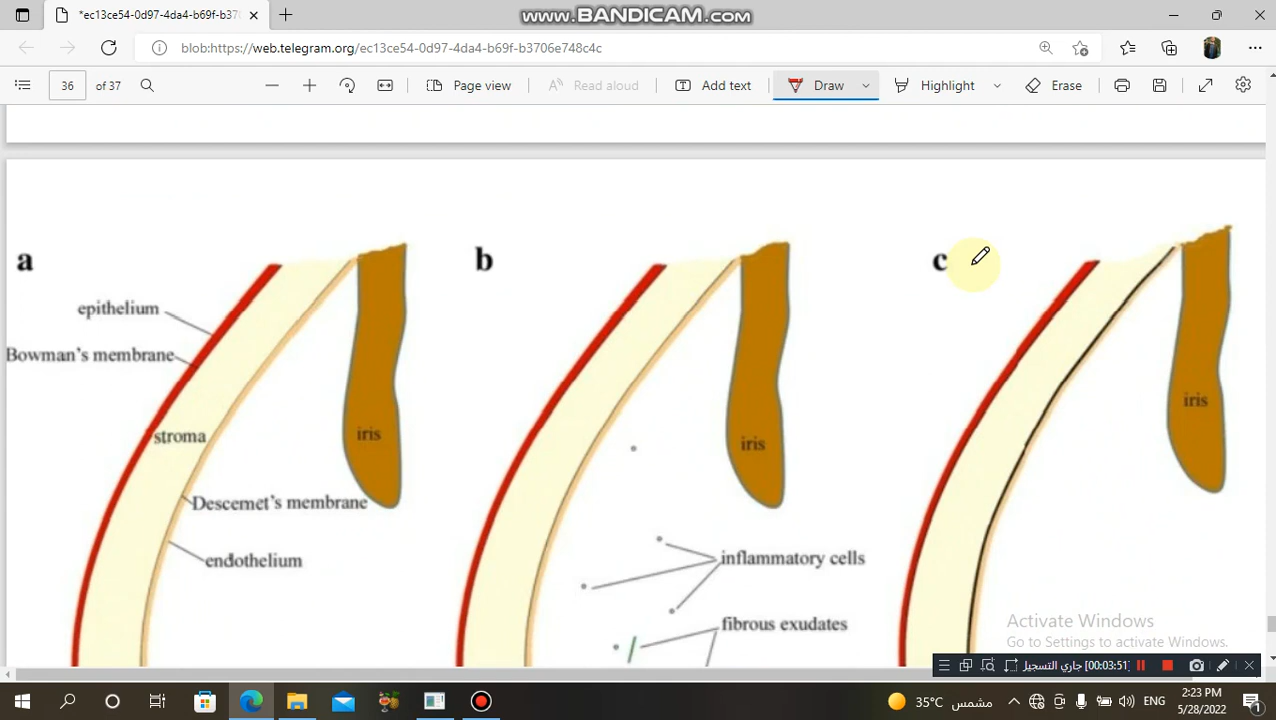 *ec13ce54-0d97-4da4-b69f-b370
www.BANDICAM.com
blob:https://web.telegram.org/ec13ce54-0d97-4da4-b69f-b3706e748c4c
36 of 37
Page view
Read aloud
Add text
Draw
Highlight
Erase
a
b
c
epithelium
Bowman's membrane
stroma
iris
Descemet's membrane
endothelium
iris
inflammatory cells
fibrous exudates
iris
Activate Windows
Go to Settings to activate Windows.
جاري التسجيل [00:03:51]
35°C مشمس
ENG
2:23 PM
5/28/2022
1